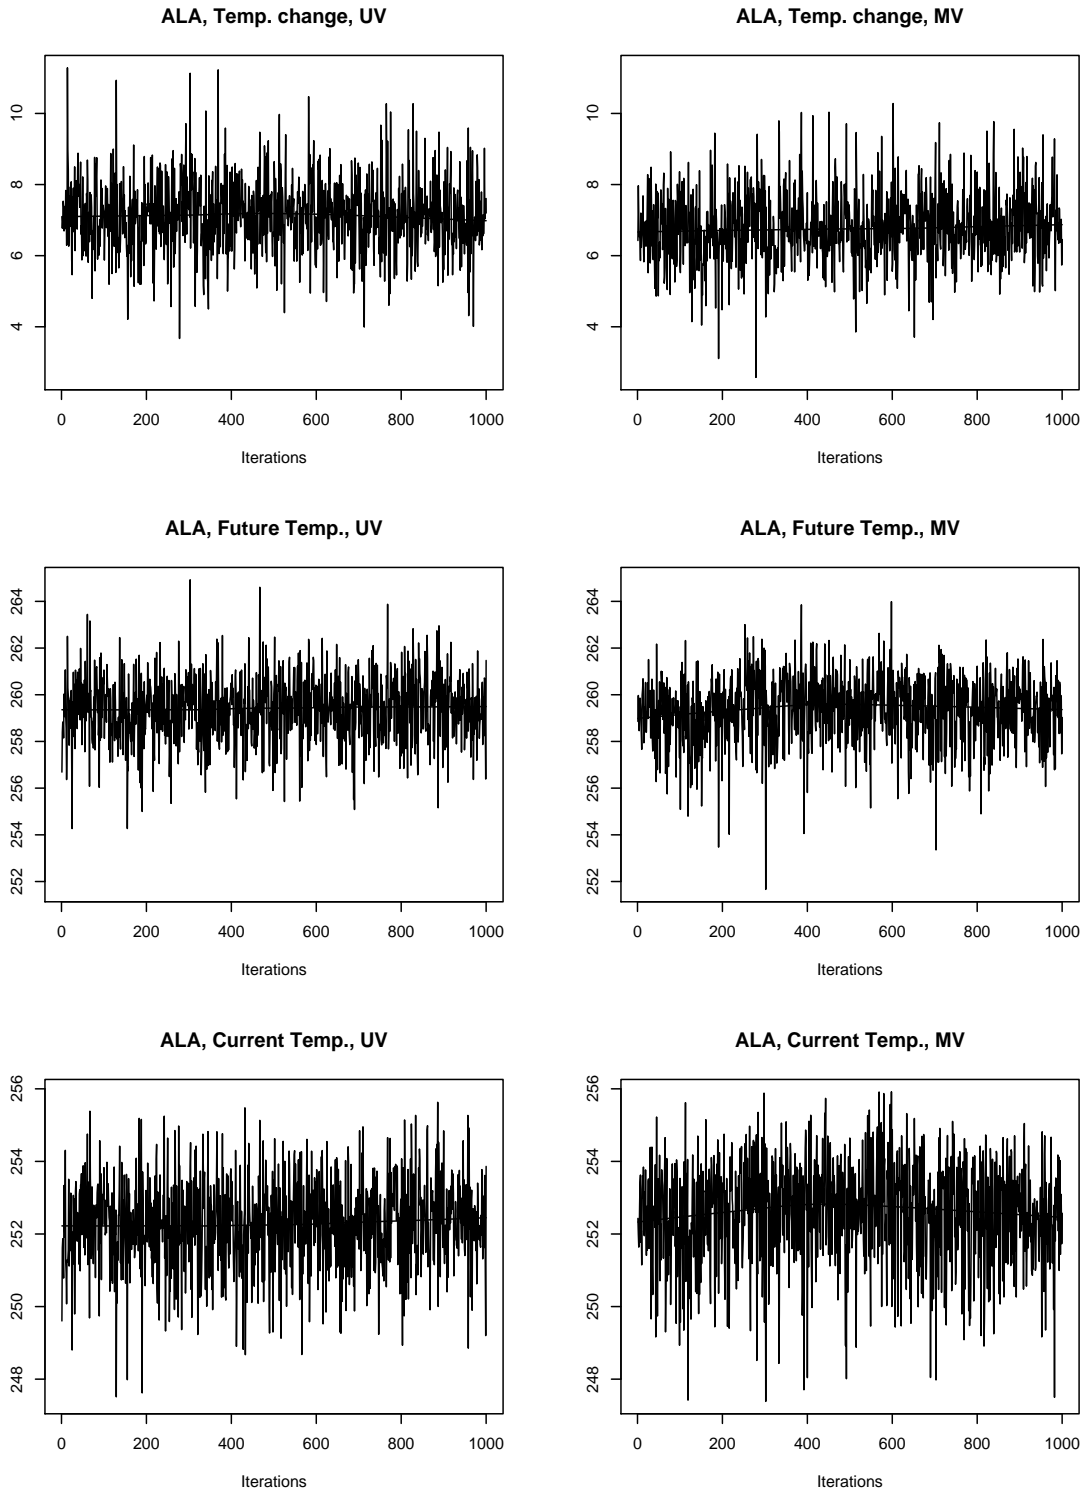 ALA, Temp. change, UV
10
8
6
4
0 200 400 600 800 1000
Iterations
ALA, Temp. change, MV
10
8
6
4
0 200 400 600 800 1000
Iterations
ALA, Future Temp., UV
264
262
260
258
256
254
252
0 200 400 600 800 1000
Iterations
ALA, Future Temp., MV
264
262
260
258
256
254
252
0 200 400 600 800 1000
Iterations
ALA, Current Temp., UV
256
254
252
250
248
0 200 400 600 800 1000
Iterations
ALA, Current Temp., MV
256
254
252
250
248
0 200 400 600 800 1000
Iterations